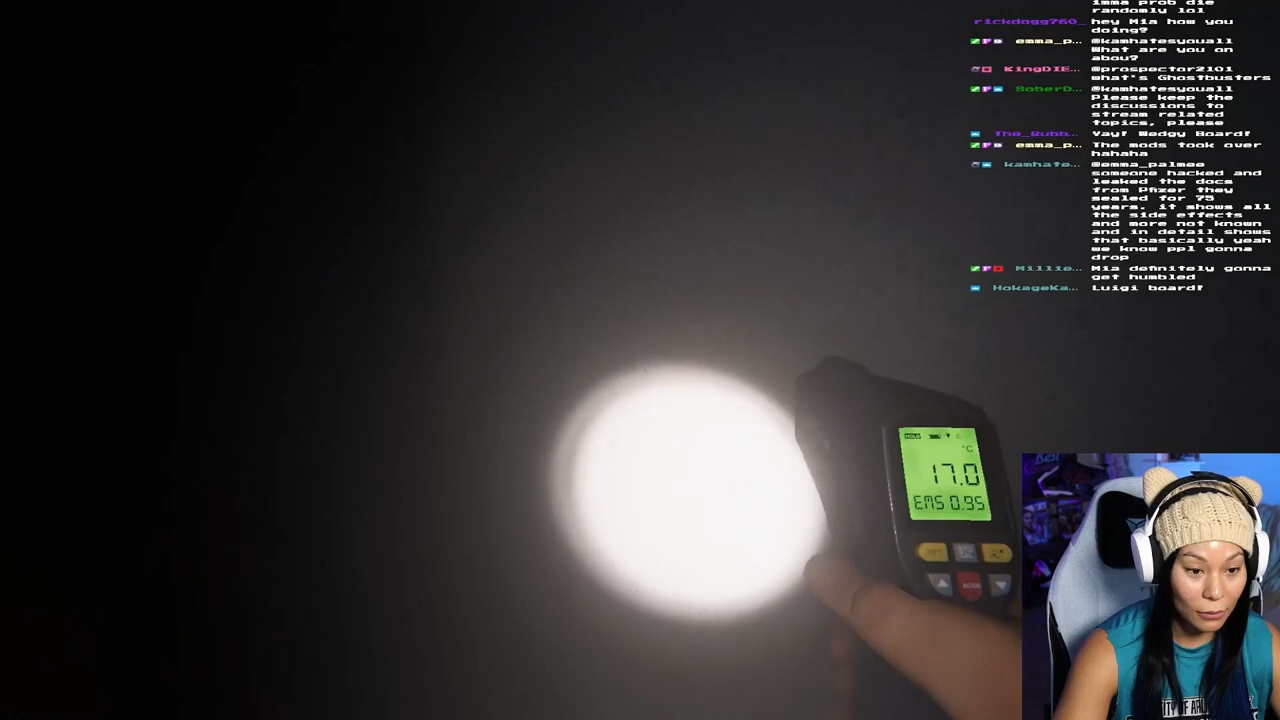 imma prob die
randomly lol
rickdogg760_ hey Mia how you
doing?
emma_p... @kamhatesyouall
What are you on
abou?
KingDIE... @prospector2101
what's Ghostbusters
SoberD... @kamhatesyouall
Please keep the
discussions to
stream related
topics, please
The_Bubb... Yay! Wedgy Board!
emma_p... The mods took over
hahaha
kamhate... @emma_palmee
someone hacked and
leaked the docs
from Pfizer they
sealed for 75
years. it shows all
the side effects
and more not known
and in detail shows
that basically yeah
we know ppl gonna
drop
Millie... Mia definitely gonna
get humbled
HokageKa... Luigi board!
HOLD
°C
17.0
EMS 0.95
MODE